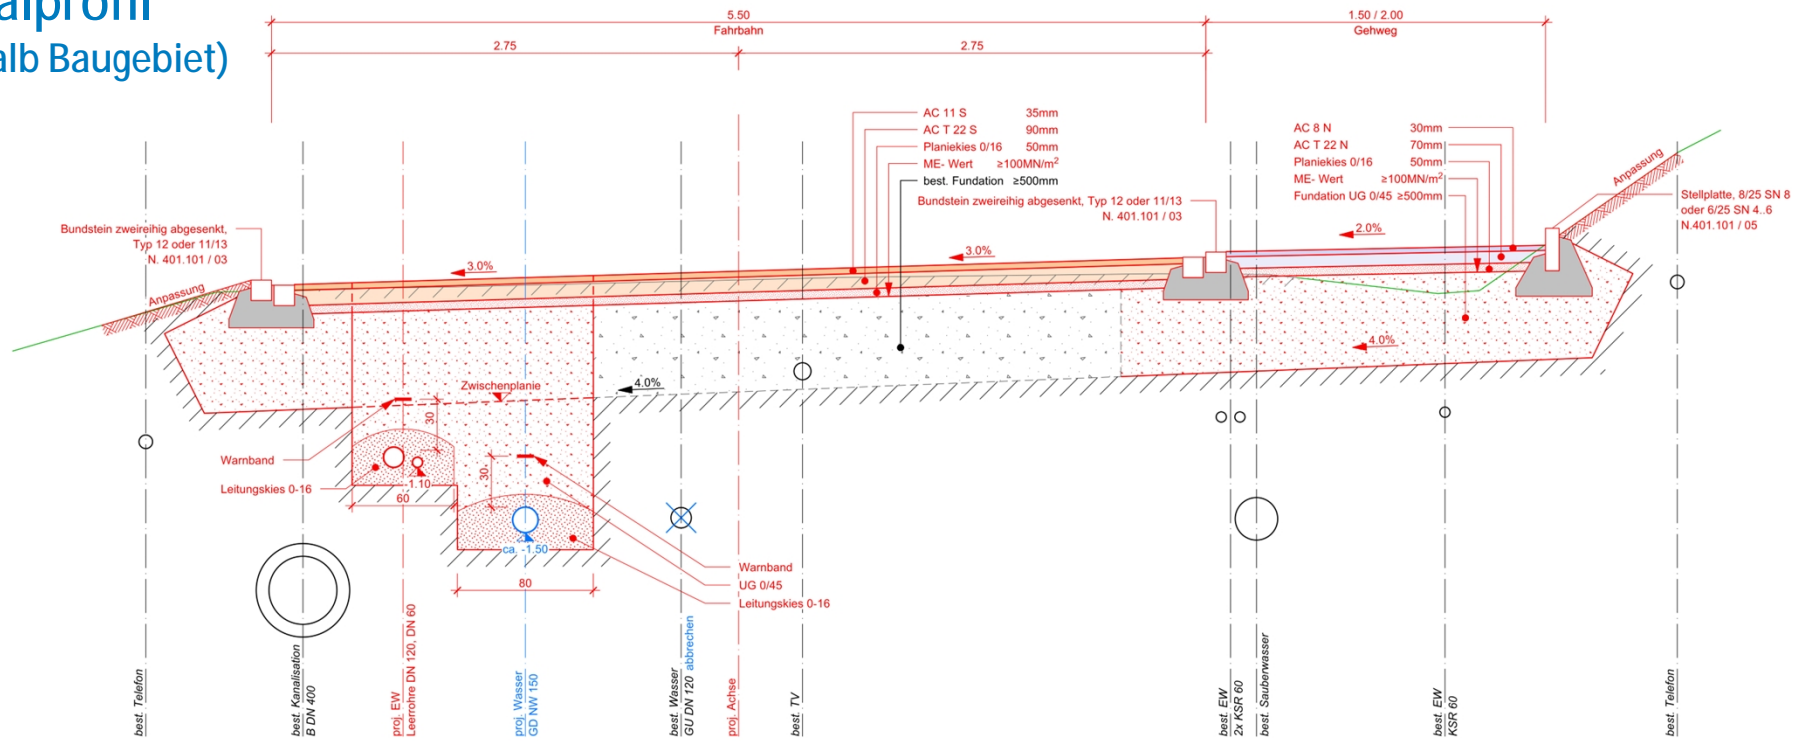 alprofil
alb Baugebiet)
5.50
Fahrbahn
1.50 / 2.00
Gehweg
2.75
2.75
AC 11 S 35mm
AC T 22 S 90mm
Planiekies 0/16 50mm
ME- Wert ≥100MN/m²
best. Fundation ≥500mm
AC 8 N 30mm
AC T 22 N 70mm
Planiekies 0/16 50mm
ME- Wert ≥100MN/m²
Fundation UG 0/45 ≥500mm
Bundstein zweireihig abgesenkt, Typ 12 oder 11/13
N. 401.101 / 03
Anpassung
Stellplatte, 8/25 SN 8
oder 6/25 SN 4..6
N.401.101 / 05
Bundstein zweireihig abgesenkt,
Typ 12 oder 11/13
N. 401.101 / 03
Anpassung
3.0%
3.0%
2.0%
4.0%
4.0%
Zwischenplanie
30
30
Warnband
Leitungskies 0-16
-1.10
60
ca. -1.50
80
Warnband
UG 0/45
Leitungskies 0-16
best. Telefon
best. Kanalisation
B DN 400
proj. EW
Leerrohre DN 120, DN 60
proj. Wasser
GD NW 150
best. Wasser
GU DN 120 abbrechen
proj. Achse
best. TV
best. EW
2x KSR 60
best. Sauberwasser
best. EW
KSR 60
best. Telefon